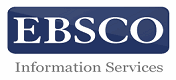 EBSCO
Information Services